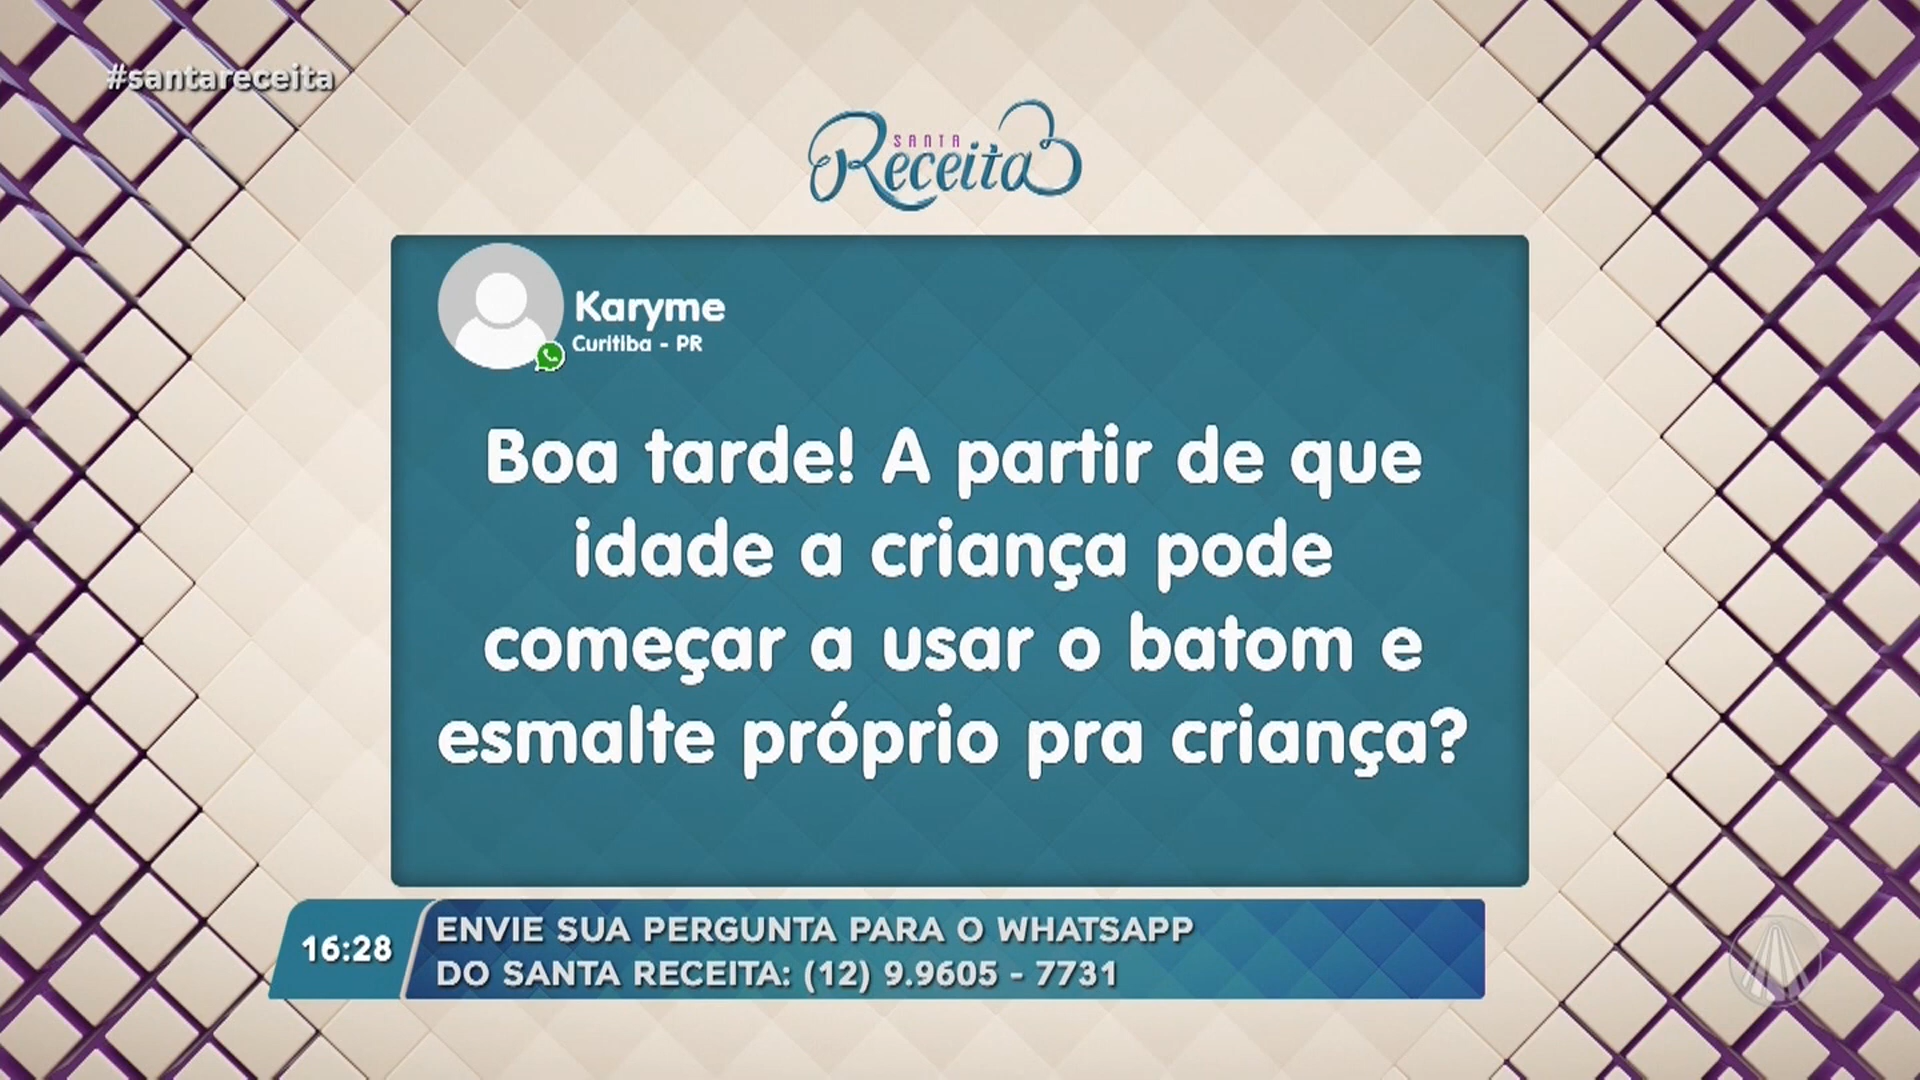 #santareceita
SANTA
Receita
Karyme
Curitiba - PR
Boa tarde! A partir de que
idade a criança pode
começar a usar o batom e
esmalte próprio pra criança?
16:28
ENVIE SUA PERGUNTA PARA O WHATSAPP
DO SANTA RECEITA: (12) 9.9605 - 7731